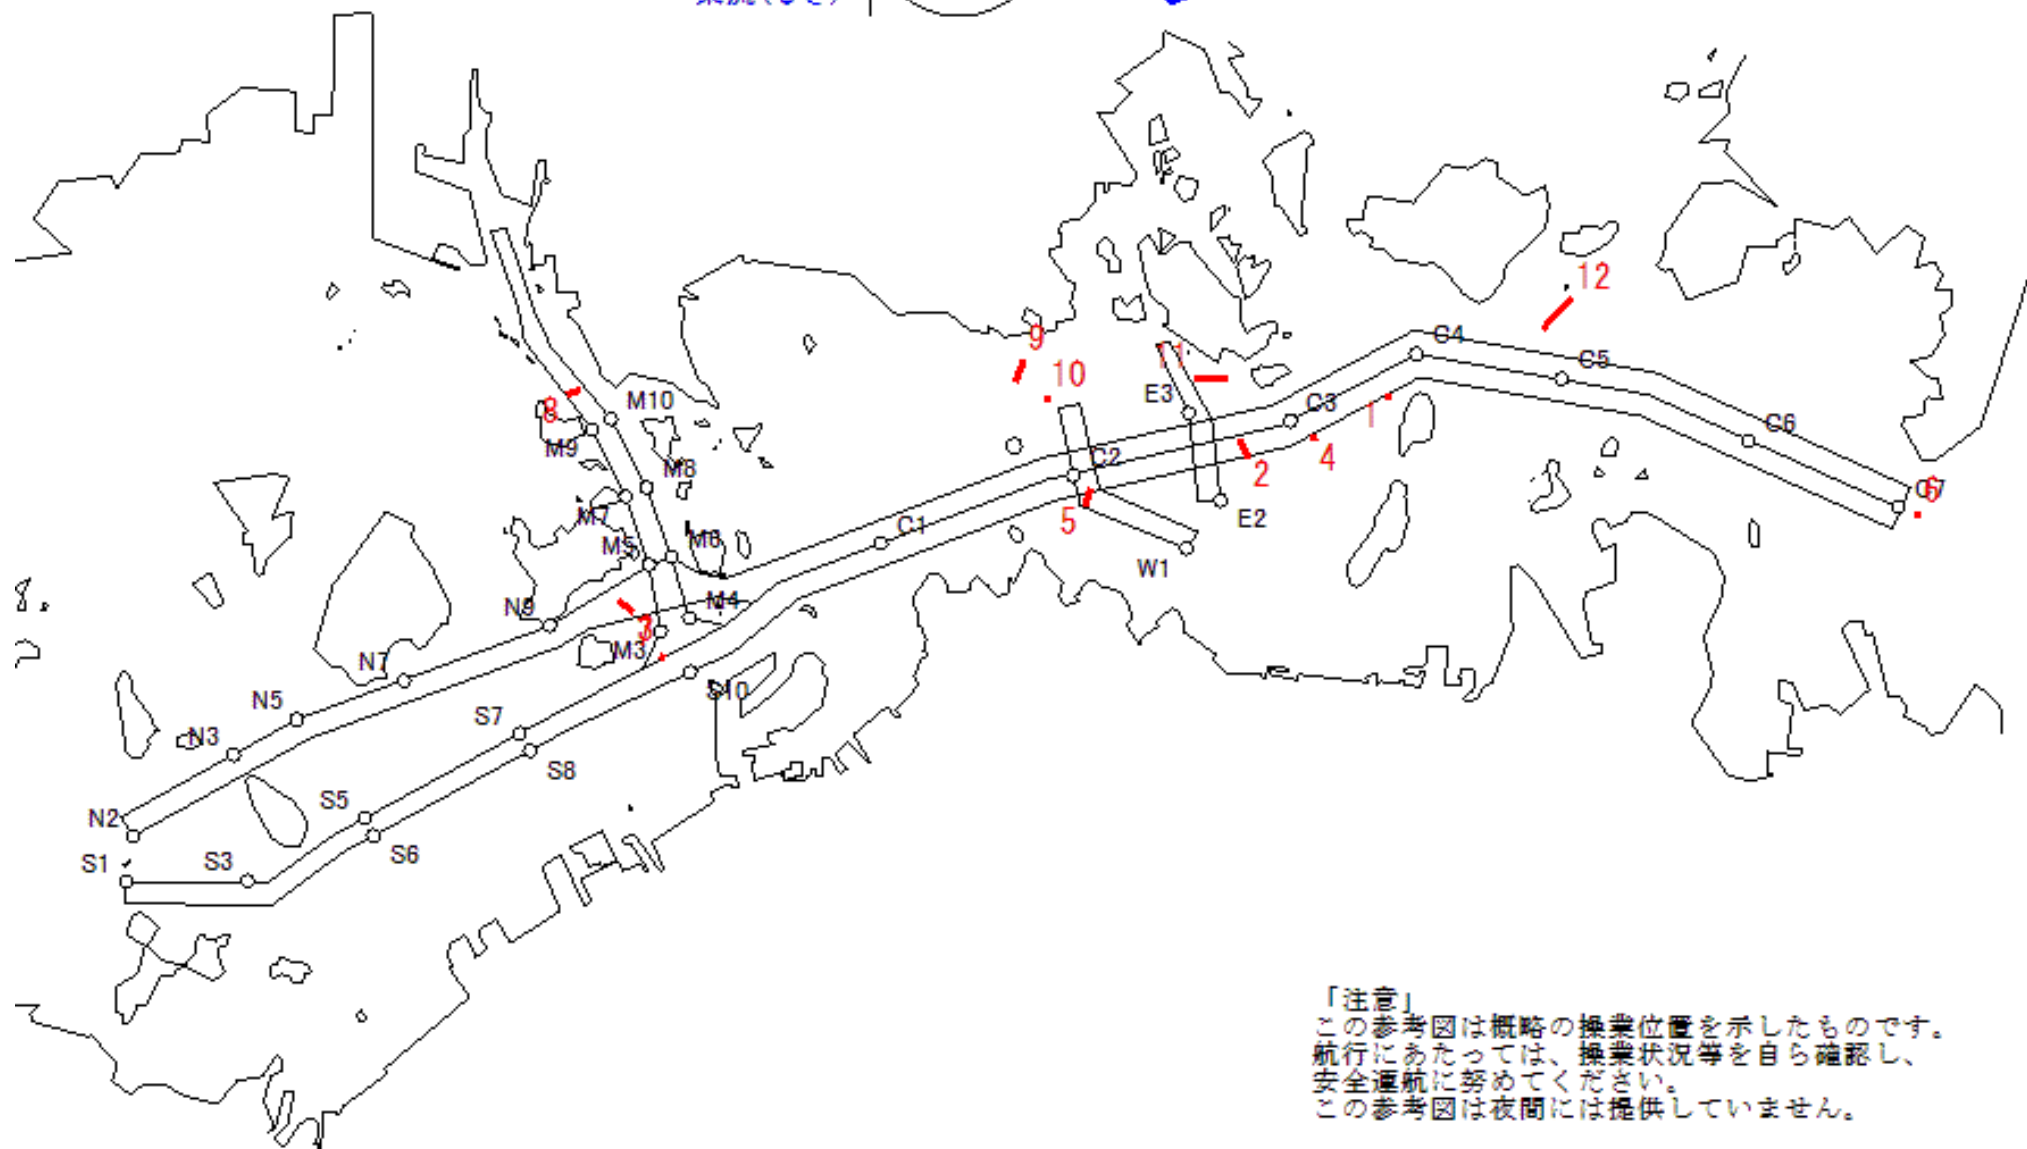 9
12
10
11
C4
C5
E3
C3
1
8
M10
M9
C6
M8
C2
2
4
C7
6
M7
5
E2
C1
M5
M6
W1
N9
M4
M3
N7
S10
N5
S7
N3
S8
S5
N2
S6
S1
S3
「注意」
この参考図は概略の操業位置を示したものです。
航行にあたっては、操業状況等を自ら確認し、
安全運航に努めてください。
この参考図は夜間には提供していません。